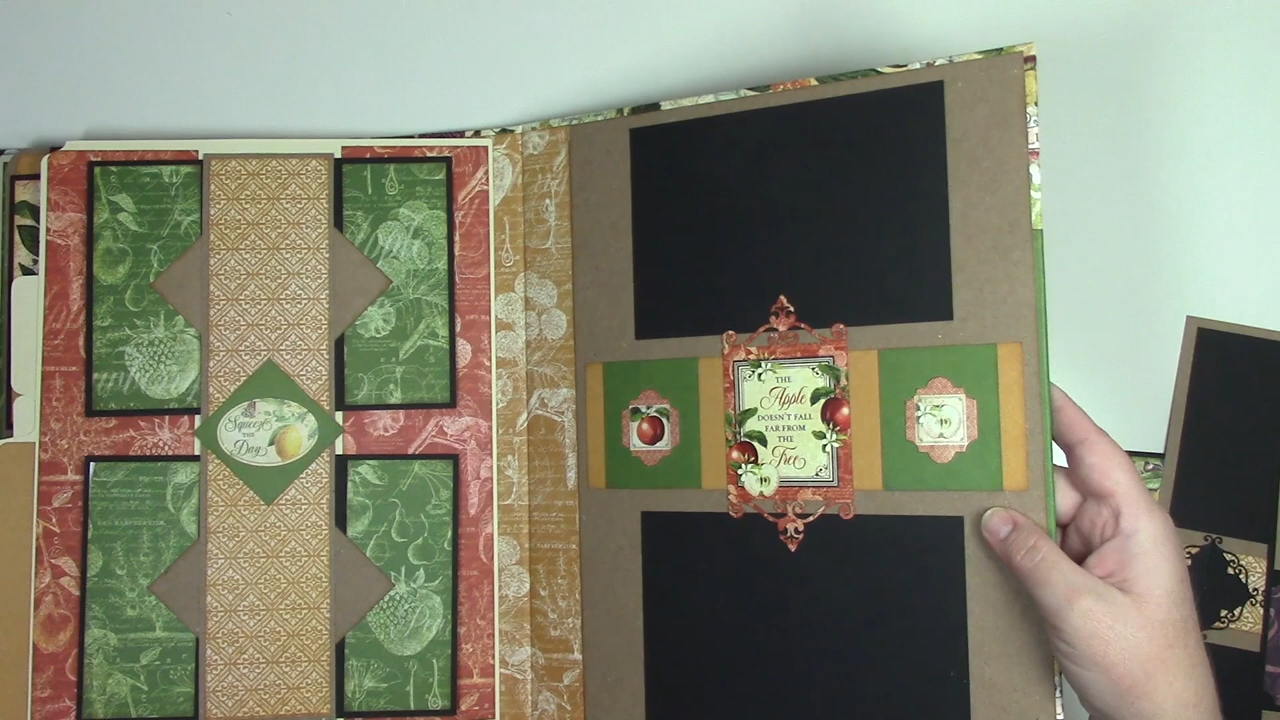 Squeeze
THE
Day
THE
Apple
DOESN'T FALL
FAR FROM
THE
Tree